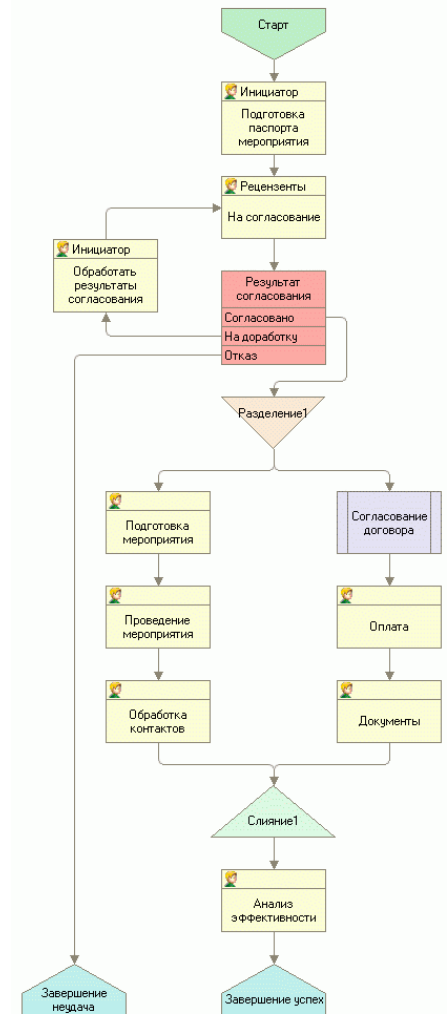 Старт
Инициатор
Подготовка
паспорта
мероприятия
Рецензенты
На согласование
Инициатор
Обработать
результаты
согласования
Результат
согласования
Согласовано
На доработку
Отказ
Разделение1
Подготовка
мероприятия
Согласование
договора
Проведение
мероприятия
Оплата
Обработка
контактов
Документы
Слияние1
Анализ
эффективности
Завершение
неудача
Завершение успех